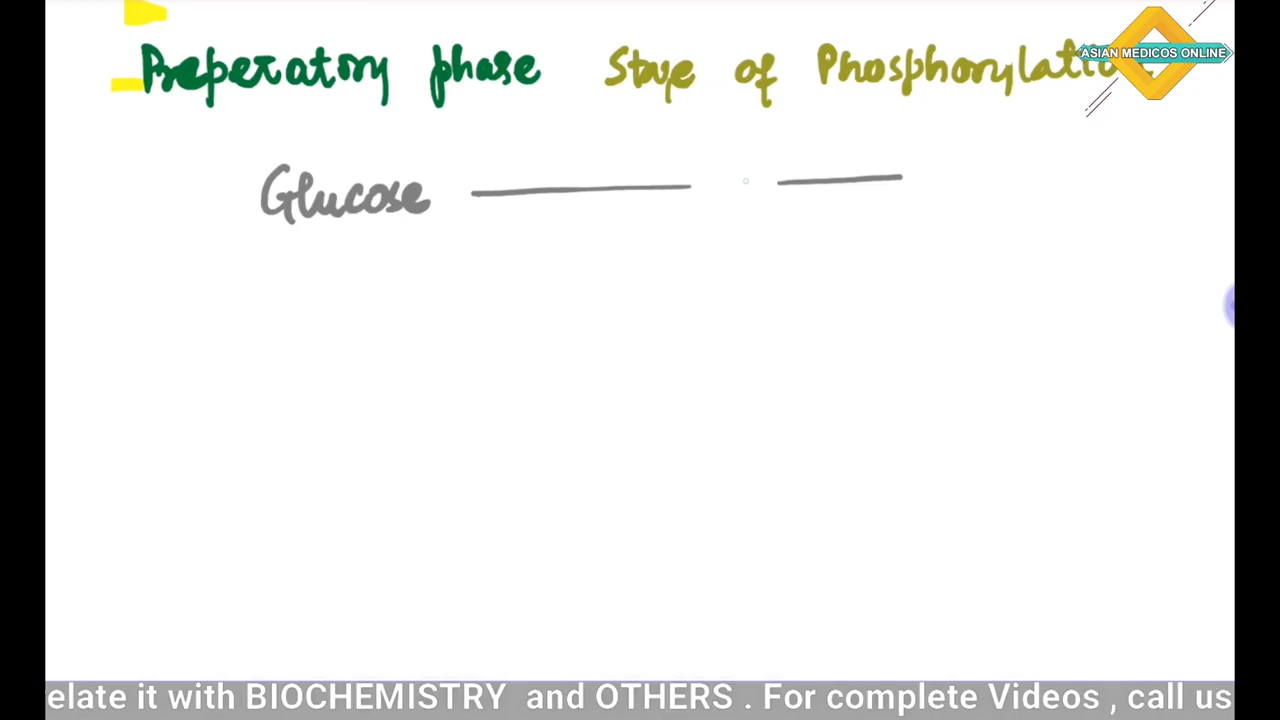 Preperatory phase Stage of Phosphorylation
ASIAN MEDICOS ONLINE
Glucose
elate it with BIOCHEMISTRY and OTHERS . For complete Videos , call us